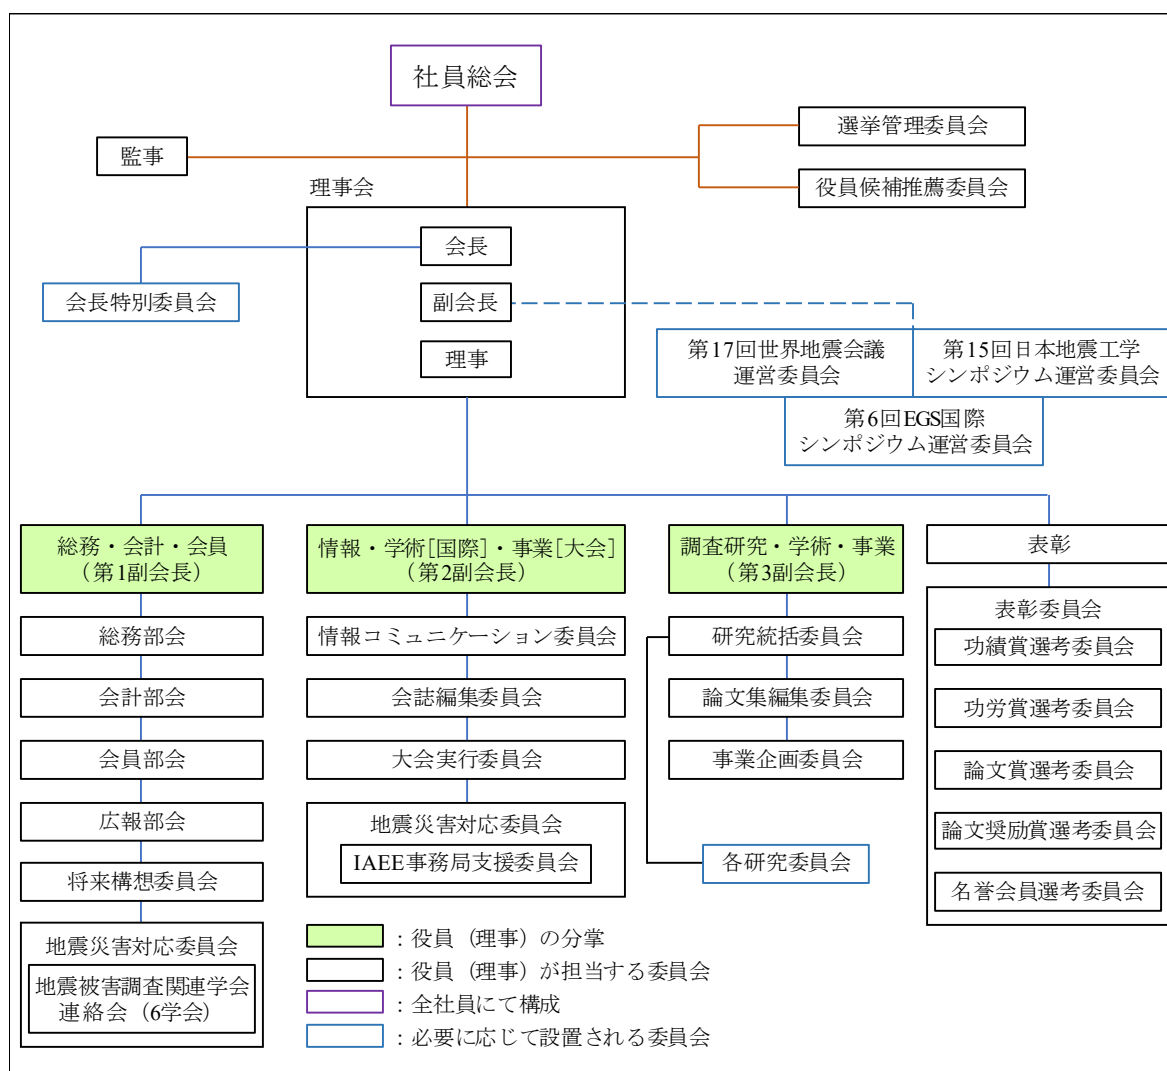 社員総会
監事
選挙管理委員会
役員候補推薦委員会
理事会
会長
副会長
理事
会長特別委員会
第17回世界地震会議
運営委員会
第15回日本地震工学
シンポジウム運営委員会
第6回EGS国際
シンポジウム運営委員会
総務・会計・会員
（第1副会長）
総務部会
会計部会
会員部会
広報部会
将来構想委員会
地震災害対応委員会
地震被害調査関連学会
連絡会（6学会）
情報・学術[国際]・事業[大会]
（第2副会長）
情報コミュニケーション委員会
会誌編集委員会
大会実行委員会
地震災害対応委員会
IAEE事務局支援委員会
調査研究・学術・事業
（第3副会長）
研究統括委員会
論文集編集委員会
事業企画委員会
各研究委員会
表彰
表彰委員会
功績賞選考委員会
功労賞選考委員会
論文賞選考委員会
論文奨励賞選考委員会
名誉会員選考委員会
：役員（理事）の分掌
：役員（理事）が担当する委員会
：全社員にて構成
：必要に応じて設置される委員会